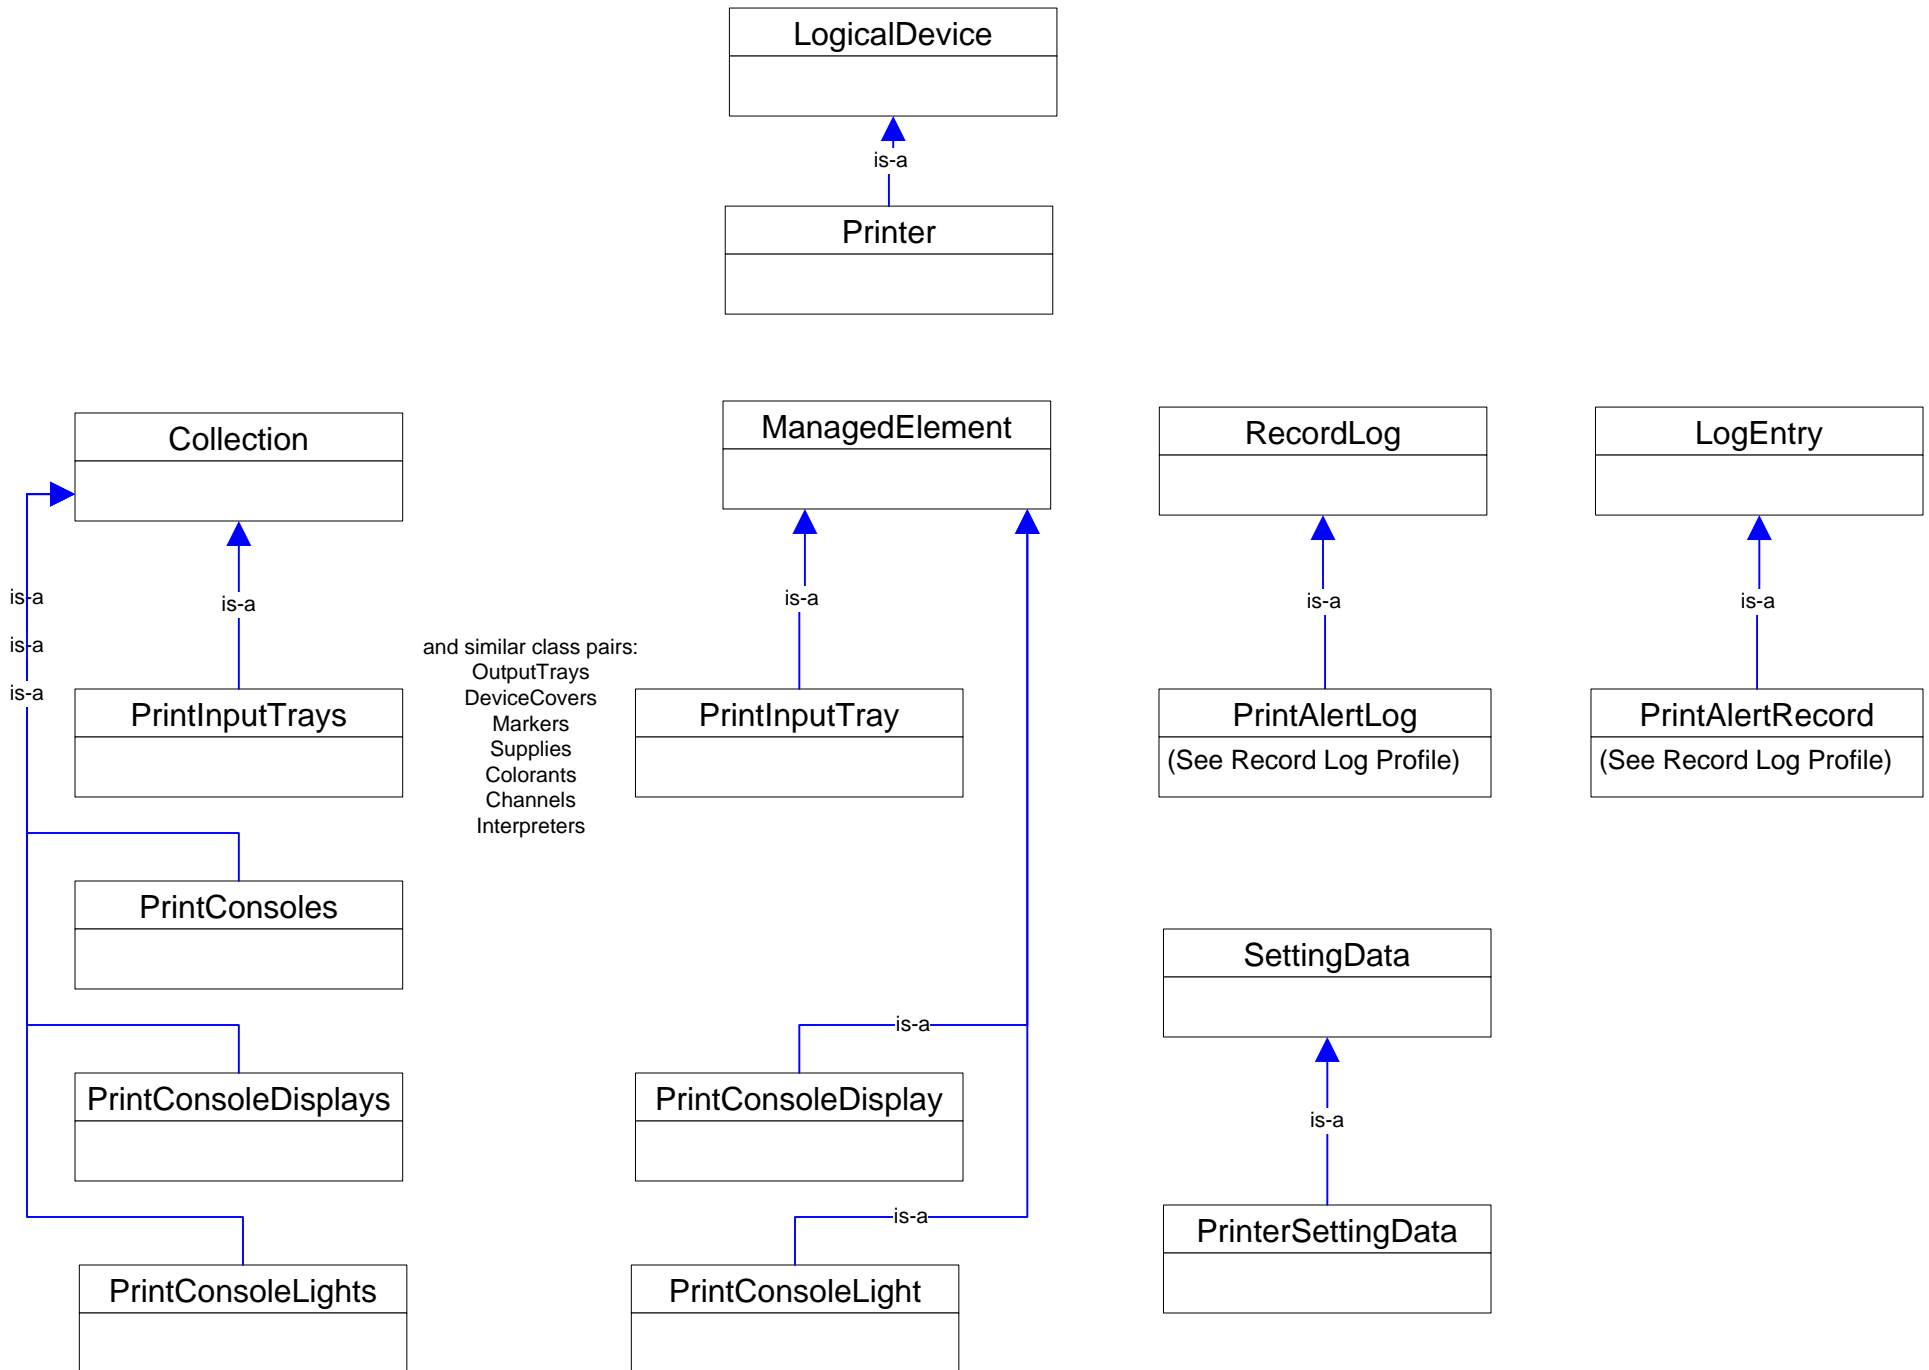 LogicalDevice
is-a
Printer
Collection
ManagedElement
RecordLog
LogEntry
is-a
is-a
is-a
is-a
is-a
is-a
is-a
and similar class pairs:
OutputTrays
DeviceCovers
Markers
Supplies
Colorants
Channels
Interpreters
PrintInputTrays
PrintInputTray
PrintAlertLog
(See Record Log Profile)
PrintAlertRecord
(See Record Log Profile)
PrintConsoles
SettingData
is-a
PrintConsoleDisplays
PrintConsoleDisplay
is-a
is-a
PrintConsoleLights
PrintConsoleLight
PrinterSettingData